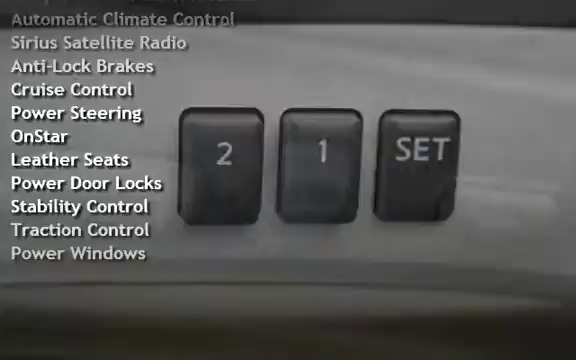 Automatic Climate Control
Sirius Satellite Radio
Anti-Lock Brakes
Cruise Control
Power Steering
OnStar
Leather Seats
Power Door Locks
Stability Control
Traction Control
Power Windows
2 1 SET